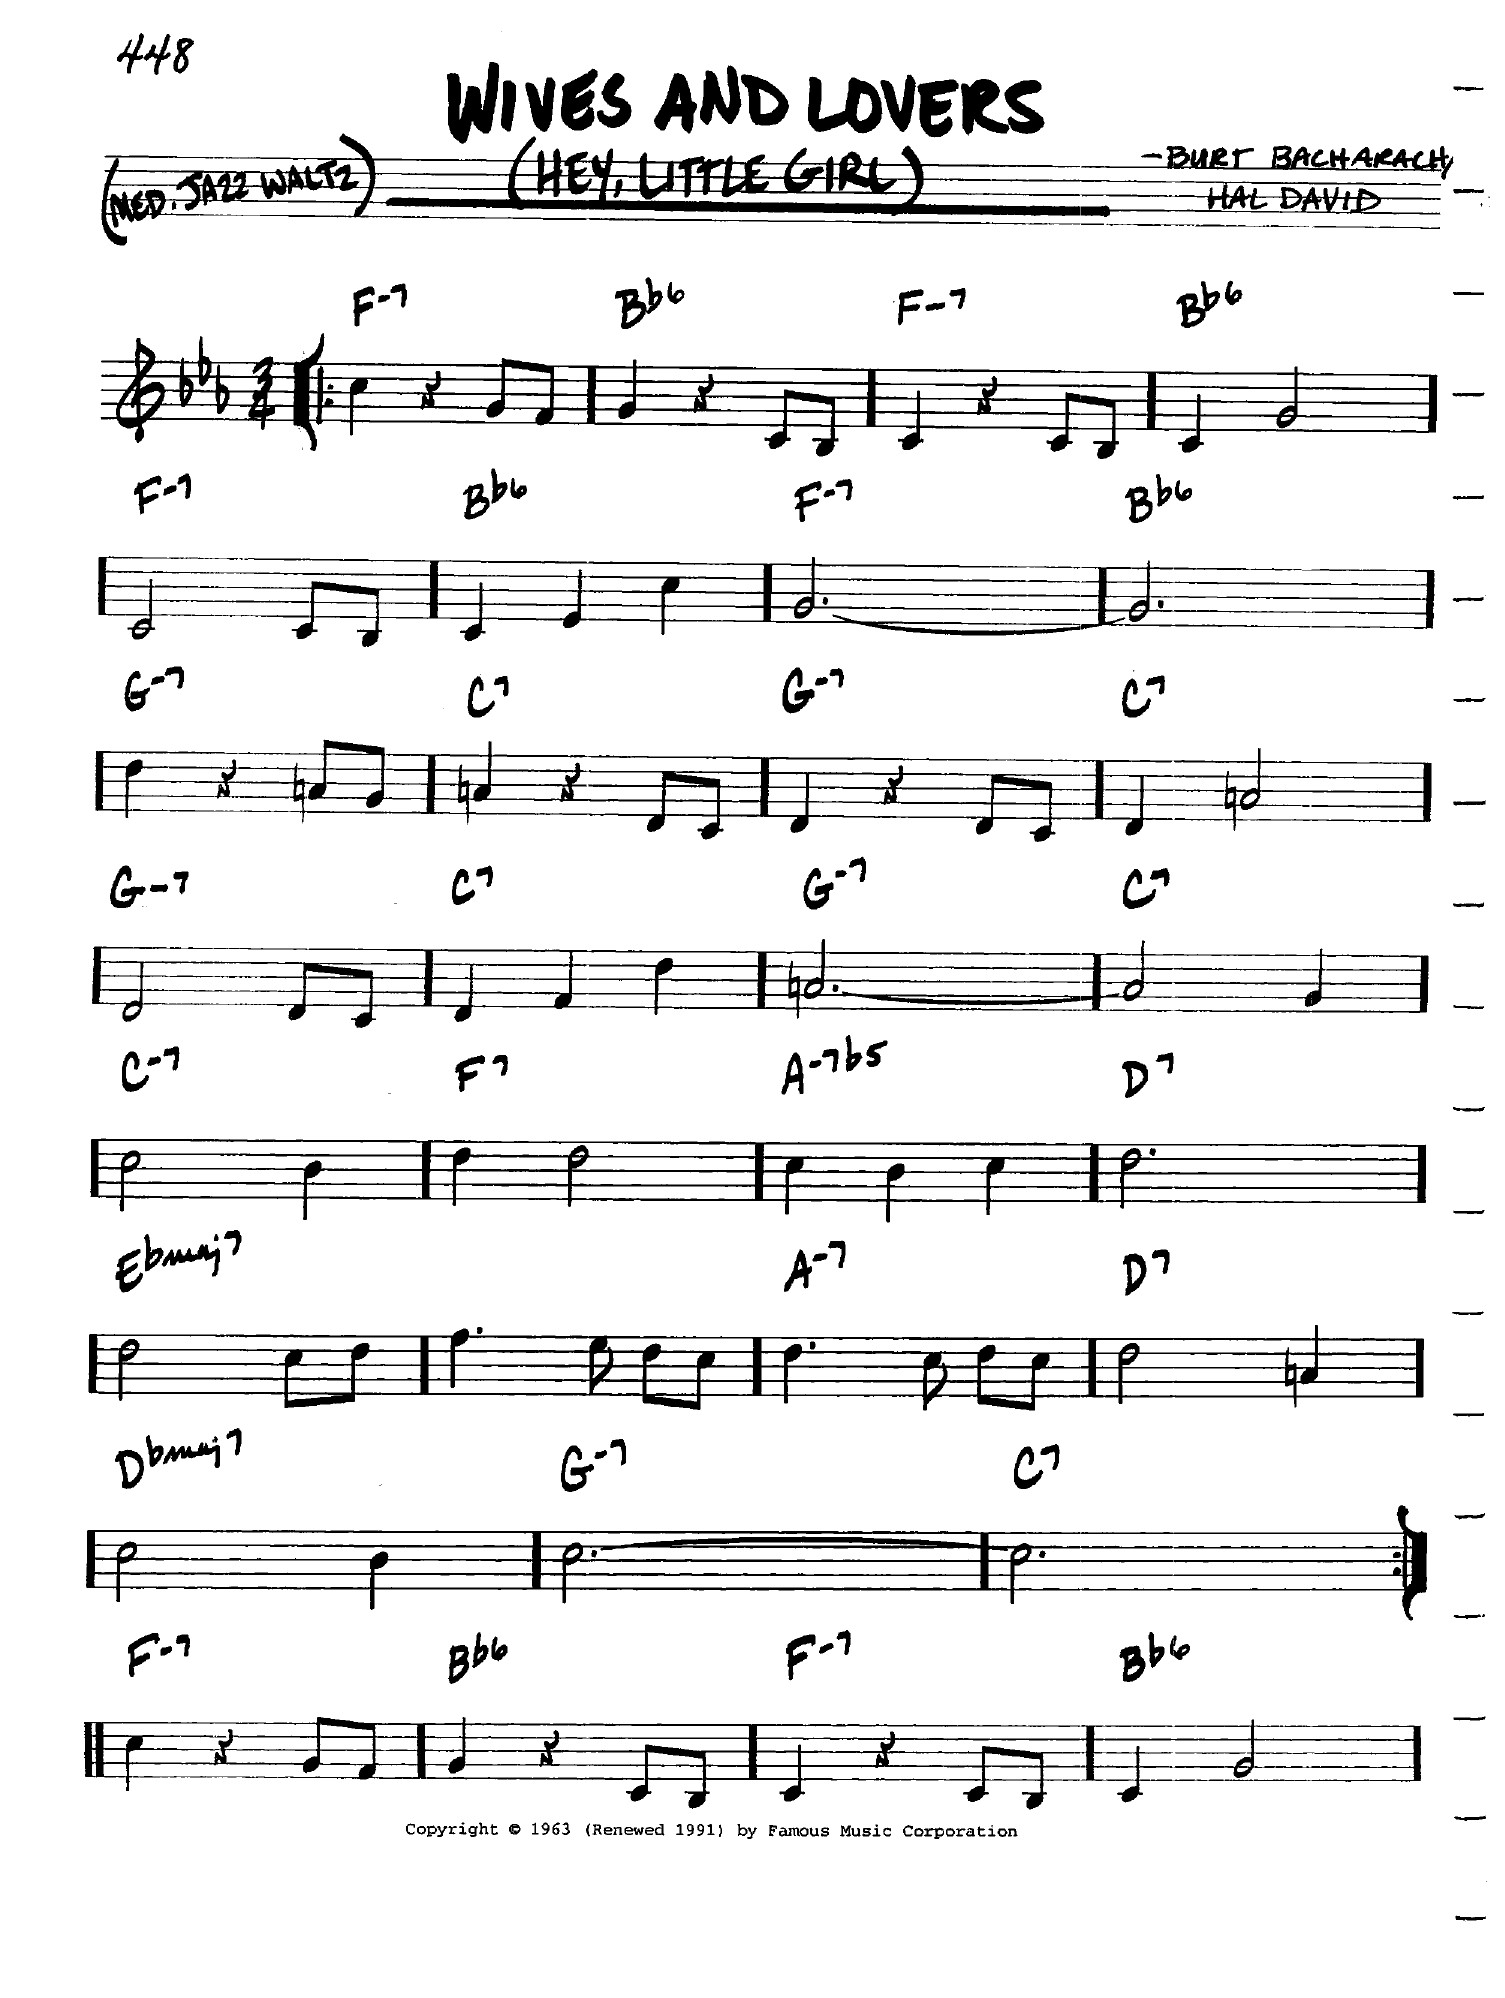 448
WIVES AND LOVERS
(MED. JAZZ WALTZ) (HEY, LITTLE GIRL) -BURT BACHARACH/
HAL DAVID
F-7 Bb6 F-7 Bb6
3
4
F-7 Bb6 F-7 Bb6
G-7 C7 G-7 C7
G-7 C7 G-7 C7
C-7 F7 A-7b5 D7
Ebmaj7 A-7 D7
Dbmaj7 G-7 C7
F-7 Bb6 F-7 Bb6
Copyright © 1963 (Renewed 1991) by Famous Music Corporation